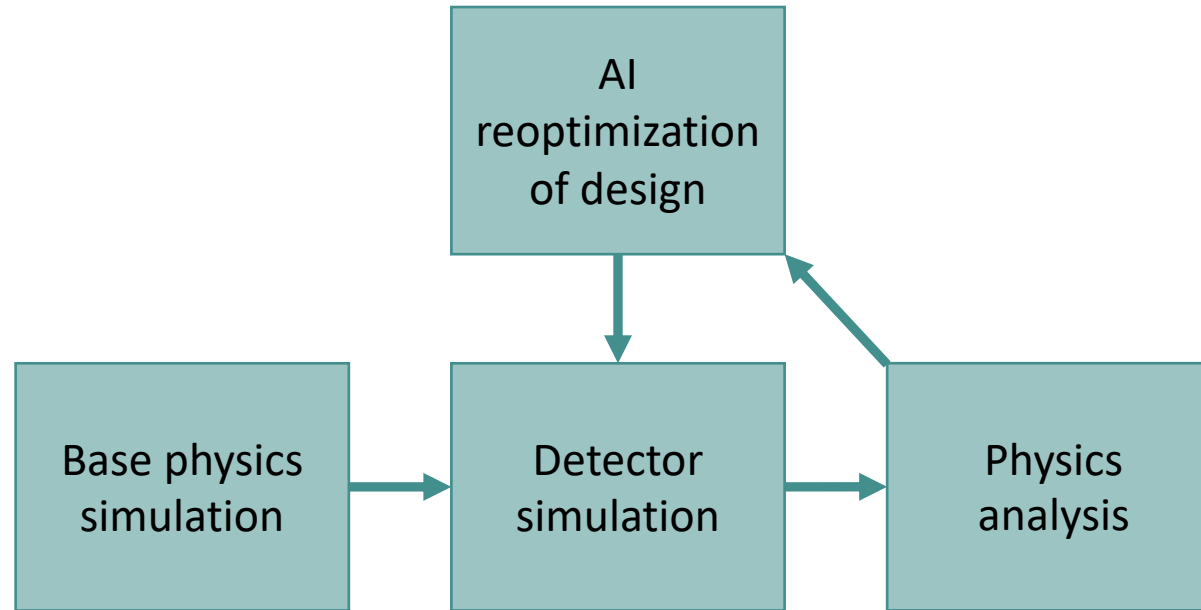 AI
reoptimization
of design
Base physics
simulation
Detector
simulation
Physics
analysis